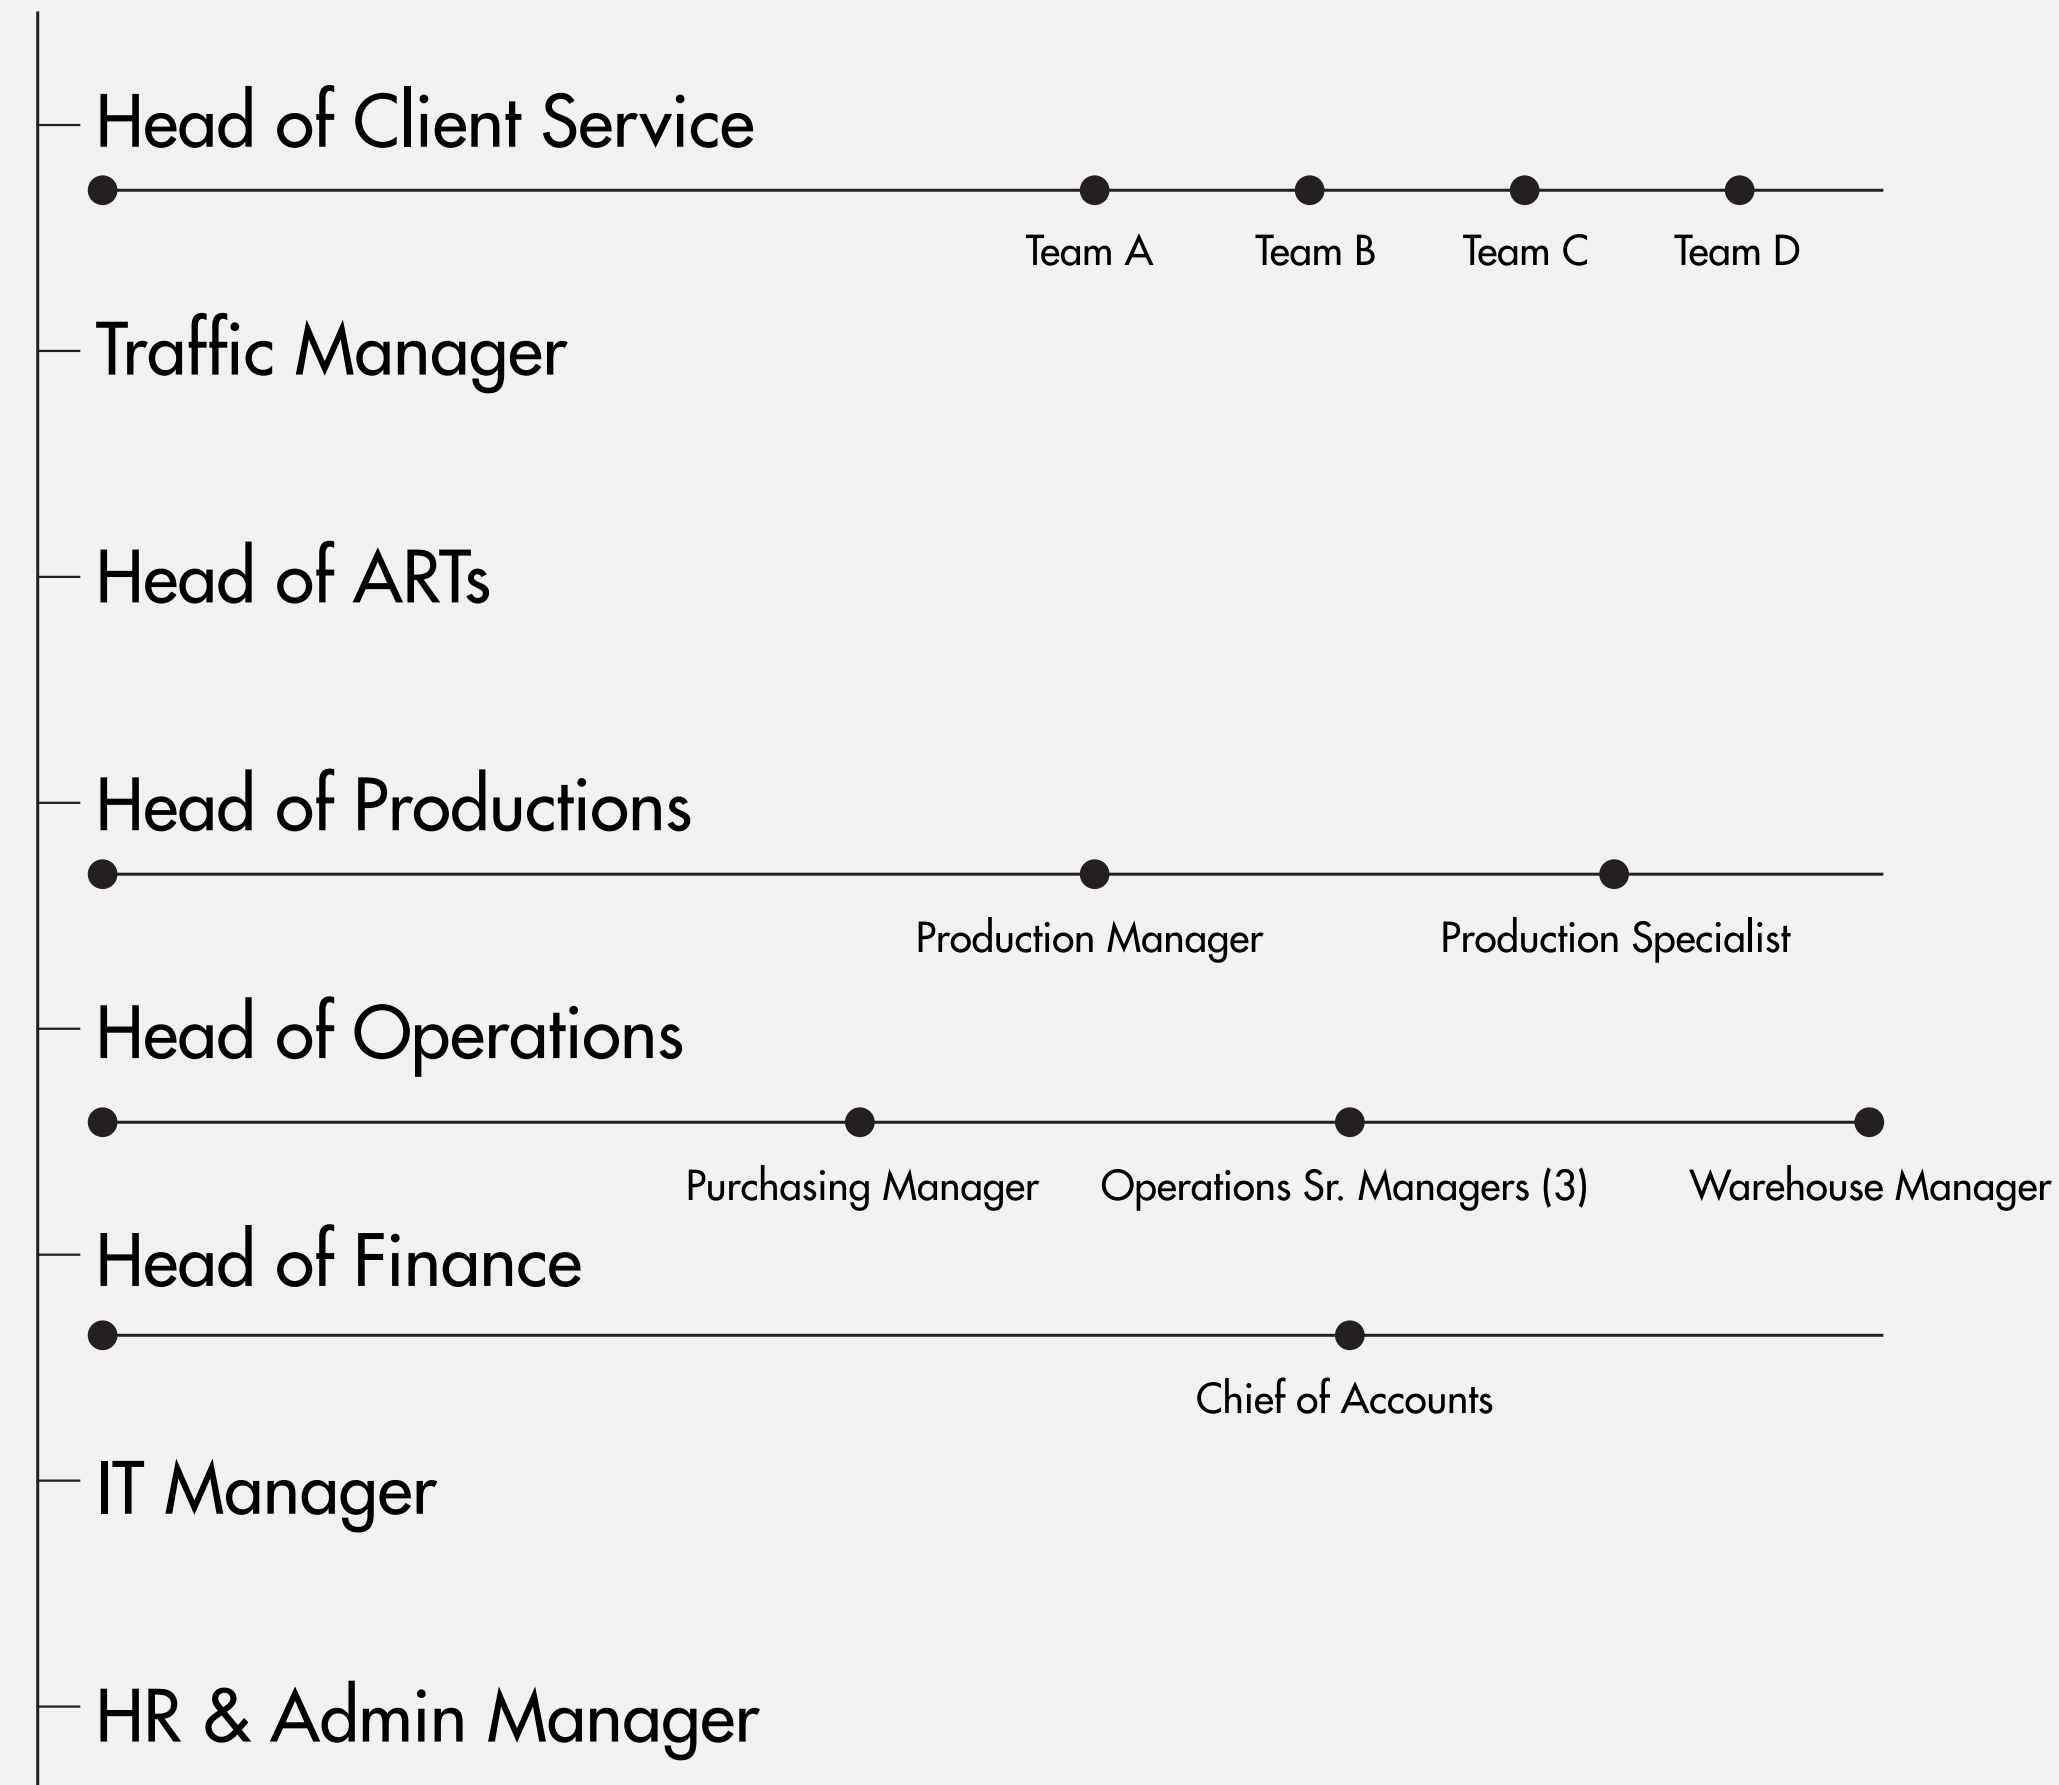 Head of Client Service
Team A Team B Team C Team D
Traffic Manager
Head of ARTs
Head of Productions
Production Manager Production Specialist
Head of Operations
Purchasing Manager Operations Sr. Managers (3) Warehouse Manager
Head of Finance
Chief of Accounts
IT Manager
HR & Admin Manager